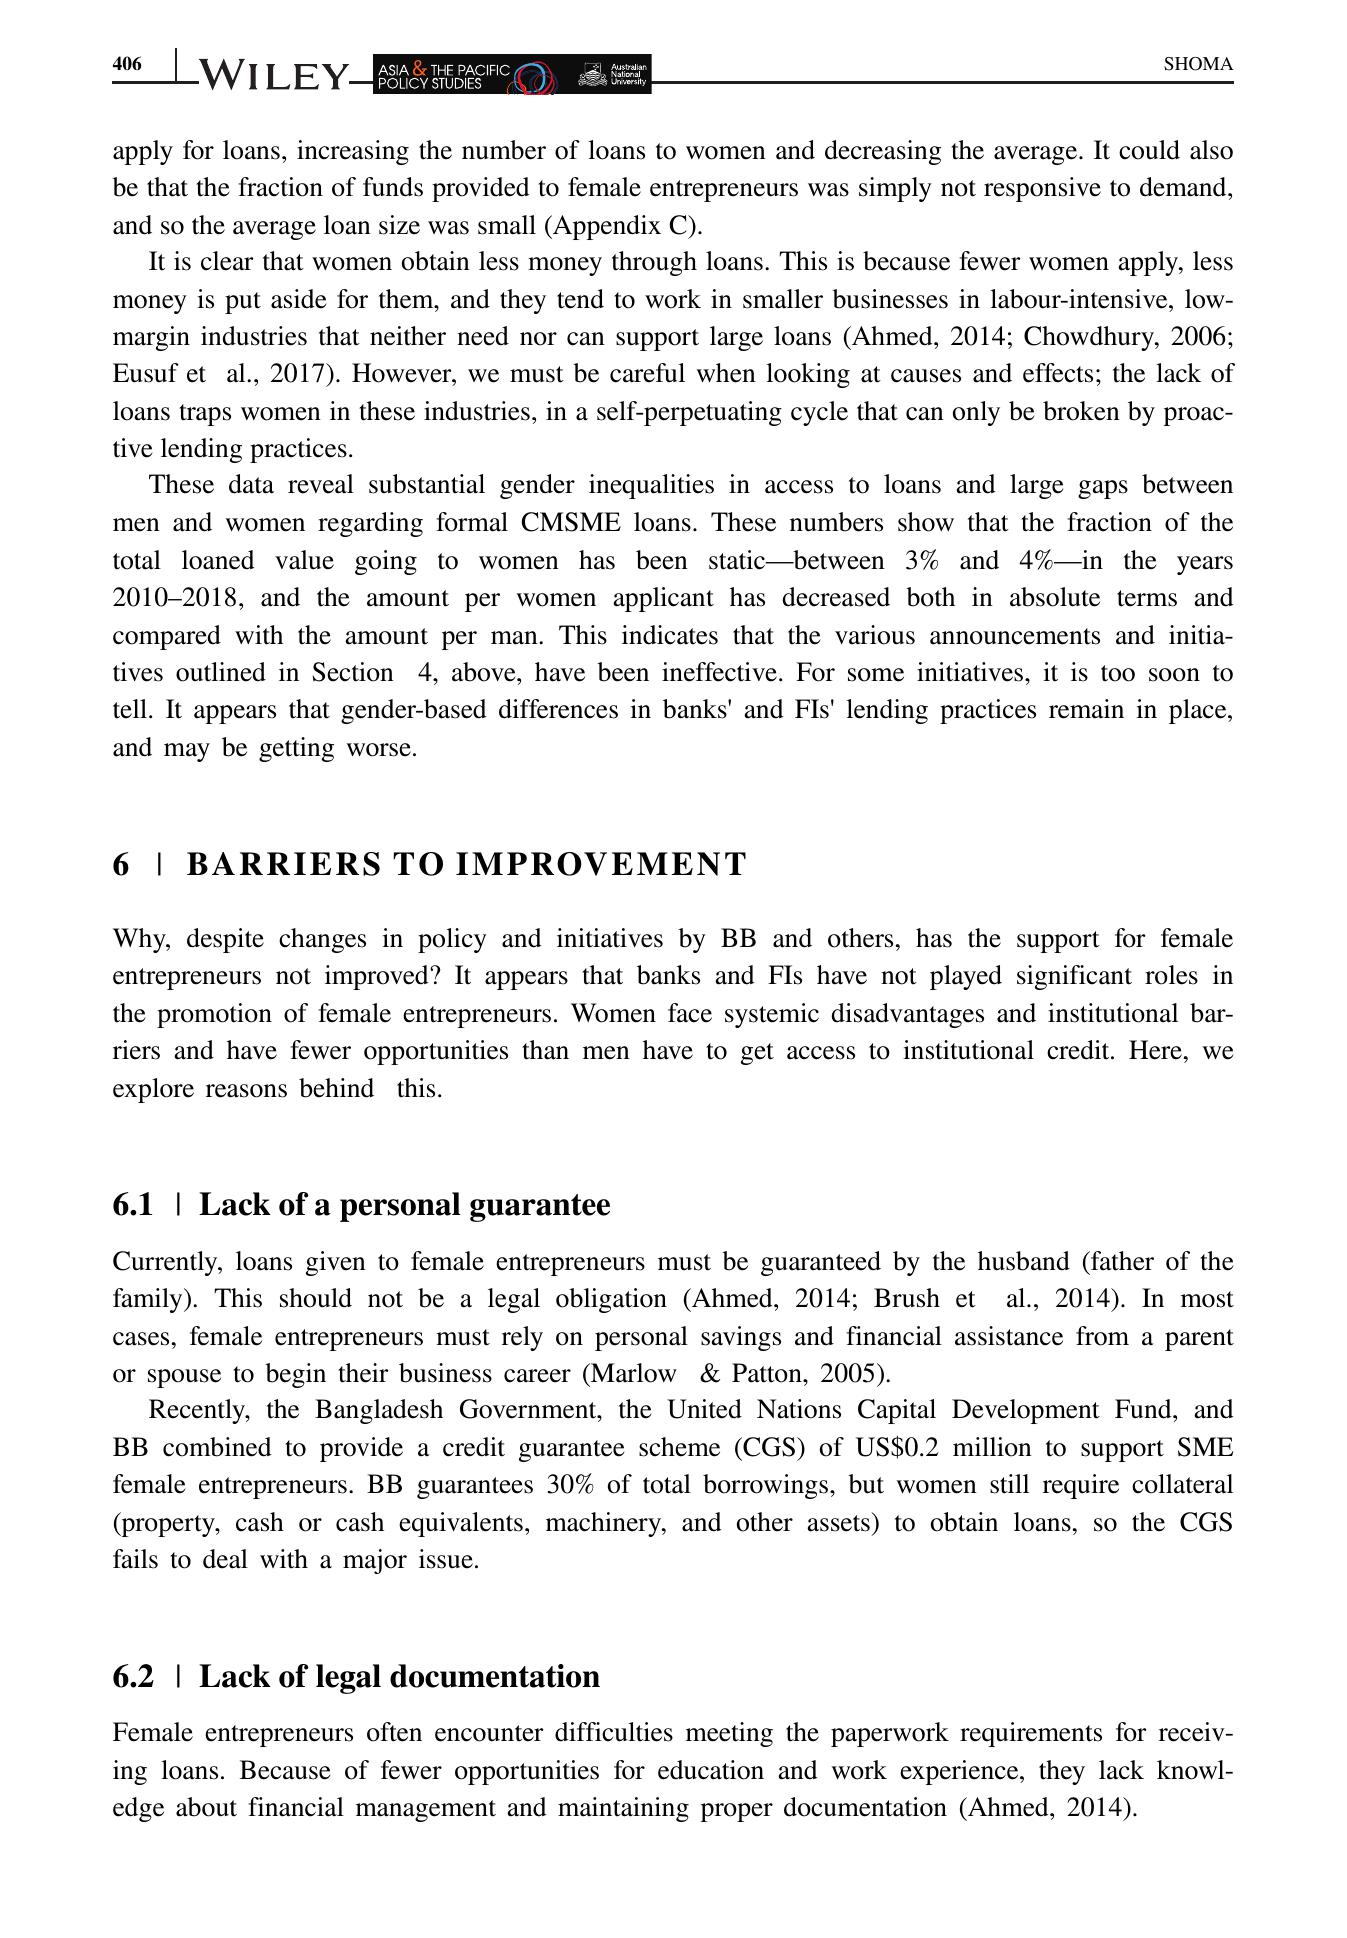 406
WILEY
ASIA & THE PACIFIC
POLICY STUDIES
Australian
National
University
SHOMA
apply for loans, increasing the number of loans to women and decreasing the average. It could also
be that the fraction of funds provided to female entrepreneurs was simply not responsive to demand,
and so the average loan size was small (Appendix C).
It is clear that women obtain less money through loans. This is because fewer women apply, less
money is put aside for them, and they tend to work in smaller businesses in labour-intensive, low-
margin industries that neither need nor can support large loans (Ahmed, 2014; Chowdhury, 2006;
Eusuf et al., 2017). However, we must be careful when looking at causes and effects; the lack of
loans traps women in these industries, in a self-perpetuating cycle that can only be broken by proac-
tive lending practices.
These data reveal substantial gender inequalities in access to loans and large gaps between
men and women regarding formal CMSME loans. These numbers show that the fraction of the
total loaned value going to women has been static—between 3% and 4%—in the years
2010–2018, and the amount per women applicant has decreased both in absolute terms and
compared with the amount per man. This indicates that the various announcements and initia-
tives outlined in Section 4, above, have been ineffective. For some initiatives, it is too soon to
tell. It appears that gender-based differences in banks' and FIs' lending practices remain in place,
and may be getting worse.
6 | BARRIERS TO IMPROVEMENT
Why, despite changes in policy and initiatives by BB and others, has the support for female
entrepreneurs not improved? It appears that banks and FIs have not played significant roles in
the promotion of female entrepreneurs. Women face systemic disadvantages and institutional bar-
riers and have fewer opportunities than men have to get access to institutional credit. Here, we
explore reasons behind this.
6.1 | Lack of a personal guarantee
Currently, loans given to female entrepreneurs must be guaranteed by the husband (father of the
family). This should not be a legal obligation (Ahmed, 2014; Brush et al., 2014). In most
cases, female entrepreneurs must rely on personal savings and financial assistance from a parent
or spouse to begin their business career (Marlow & Patton, 2005).
Recently, the Bangladesh Government, the United Nations Capital Development Fund, and
BB combined to provide a credit guarantee scheme (CGS) of US$0.2 million to support SME
female entrepreneurs. BB guarantees 30% of total borrowings, but women still require collateral
(property, cash or cash equivalents, machinery, and other assets) to obtain loans, so the CGS
fails to deal with a major issue.
6.2 | Lack of legal documentation
Female entrepreneurs often encounter difficulties meeting the paperwork requirements for receiv-
ing loans. Because of fewer opportunities for education and work experience, they lack knowl-
edge about financial management and maintaining proper documentation (Ahmed, 2014).